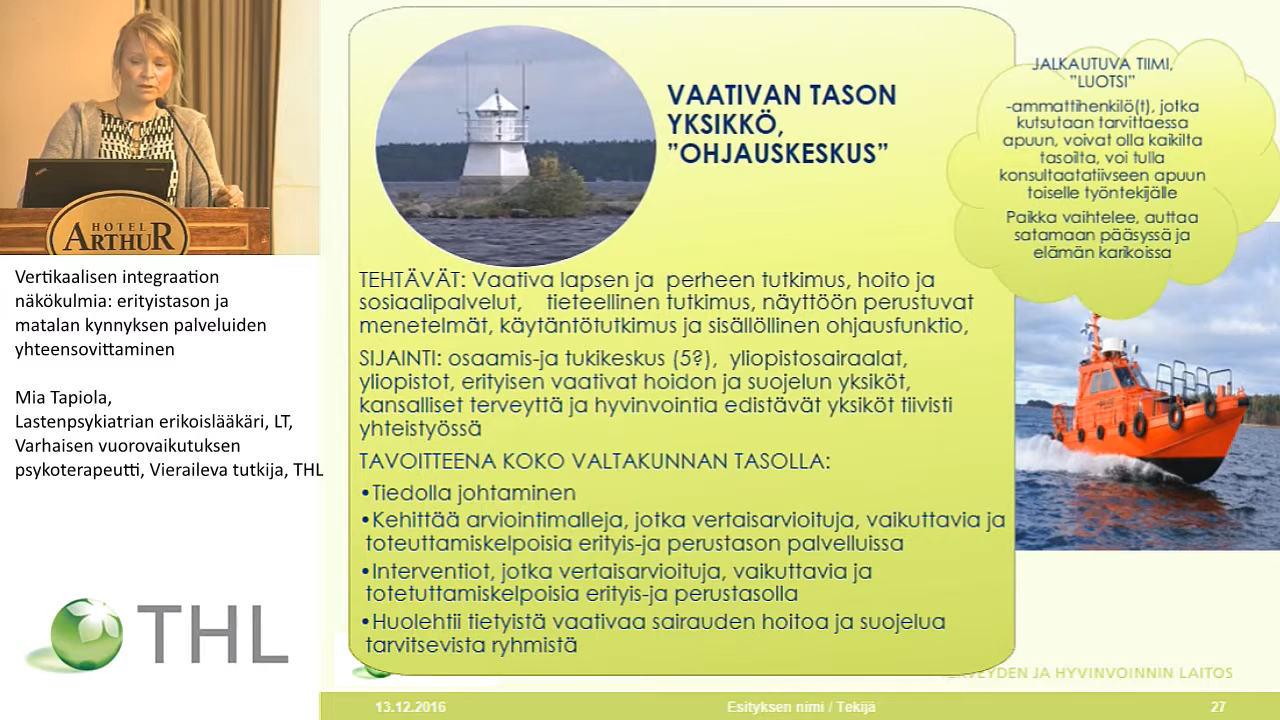 HOTEL
ARTHUR
Vertikaalisen integraation
näkökulmia: erityistason ja
matalan kynnyksen palveluiden
yhteensovittaminen
Mia Tapiola,
Lastenpsykiatrian erikoislääkäri, LT,
Varhaisen vuorovaikutuksen
psykoterapeutti, Vieraileva tutkija, THL
THL
VAATIVAN TASON
YKSIKKÖ,
”OHJAUSKESKUS”
TEHTÄVÄT: Vaativa lapsen ja perheen tutkimus, hoito ja
sosiaalipalvelut, tieteellinen tutkimus, näyttöön perustuvat
menetelmät, käytäntötutkimus ja sisällöllinen ohjausfunktio,
SIJAINTI: osaamis-ja tukikeskus (5?), yliopistosairaalat,
yliopistot, erityisen vaativat hoidon ja suojelun yksiköt,
kansalliset terveyttä ja hyvinvointia edistävät yksiköt tiivisti
yhteistyössä
TAVOITTEENA KOKO VALTAKUNNAN TASOLLA:
•Tiedolla johtaminen
•Kehittää arviointimalleja, jotka vertaisarvioituja, vaikuttavia ja
toteuttamiskelpoisia erityis-ja perustason palvelluissa
•Interventiot, jotka vertaisarvioituja, vaikuttavia ja
totetuttamiskelpoisia erityis-ja perustasolla
•Huolehtii tietyistä vaativaa sairauden hoitoa ja suojelua
tarvitsevista ryhmistä
JALKAUTUVA TIIMI,
”LUOTSI”
-ammattihenkilö(t), jotka
kutsutaan tarvittaessa
apuun, voivat olla kaikilta
tasoilta, voi tulla
konsultaatatiivseen apuun
toiselle työntekijälle
Paikka vaihtelee, auttaa
satamaan pääsyssä ja
elämän karikoissa
JA HYVINVOINNIN LAITOS
13.12.2016 Esityksen nimi / Tekijä 27